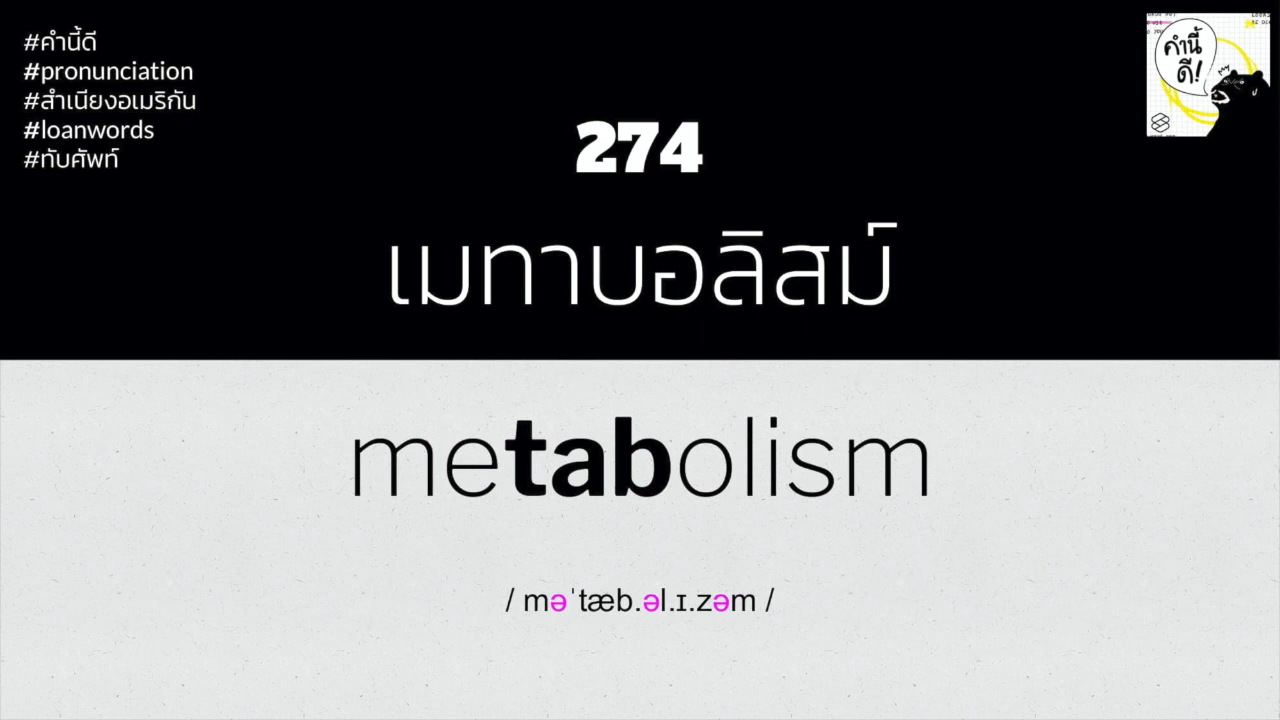 #คำนี้ดี
#pronunciation
#สำเนียงอเมริกัน
#loanwords
#ทับศัพท์
คำนี้
ดี!
274
เมทาบอลิสม์
metabolism
/ məˈtæb.əl.ɪ.zəm /